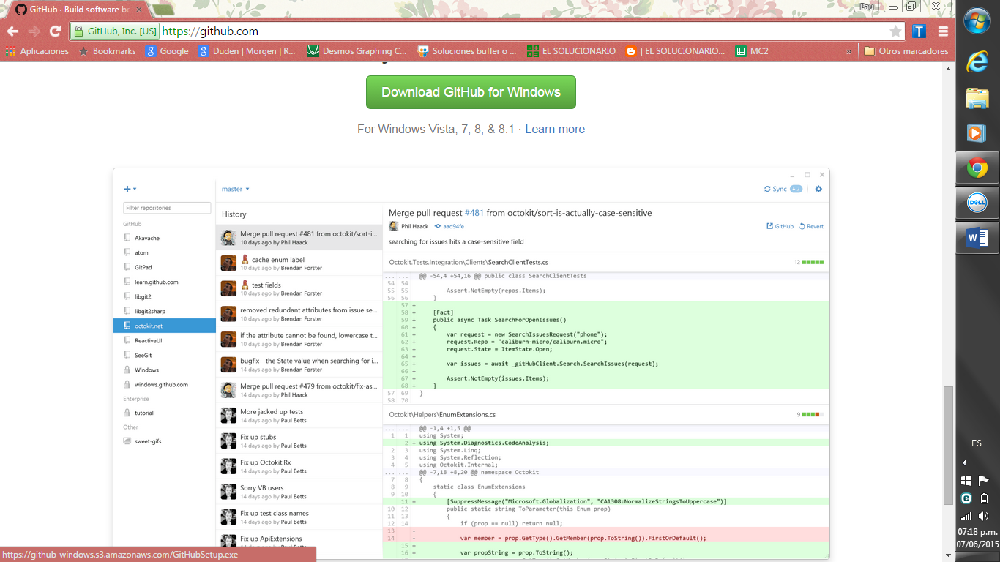 GitHub · Build software be
Pau
GitHub, Inc. [US]
https://github.com
Aplicaciones
Bookmarks
Google
Duden | Morgen | R...
Desmos Graphing C...
Soluciones buffer o ...
EL SOLUCIONARIO
| EL SOLUCIONARIO...
MC2
»
Otros marcadores
Download GitHub for Windows
For Windows Vista, 7, 8, & 8.1 · Learn more
master
Sync
Filter repositories
GitHub
Akavache
atom
GitPad
learn.github.com
libgit2
libgit2sharp
octokit.net
ReactiveUI
SeeGit
Windows
windows.github.com
Enterprise
tutorial
Other
sweet-gifs
History
Merge pull request #481 from octokit/sort-i...
10 days ago by Phil Haack
cache enum label
10 days ago by Brendan Forster
test fields
10 days ago by Brendan Forster
removed redundant attributes from issue se...
10 days ago by Brendan Forster
if the attribute cannot be found, lowercase t...
10 days ago by Brendan Forster
bugfix - the State value when searching for i...
14 days ago by Brendan Forster
Merge pull request #479 from octokit/fix-as...
14 days ago by Phil Haack
More jacked up tests
14 days ago by Paul Betts
Fix up stubs
14 days ago by Paul Betts
Fix up Octokit.Rx
14 days ago by Paul Betts
Sorry VB users
14 days ago by Paul Betts
Fix up test class names
14 days ago by Paul Betts
Fix up ApiExtensions
Merge pull request #481 from octokit/sort-is-actually-case-sensitive
Phil Haack aad94fe
GitHub Revert
searching for issues hits a case-sensitive field
Octokit.Tests.Integration\Clients\SearchClientTests.cs
12
... ... @@ -54,4 +54,16 @@ public class SearchClientTests
54 54
55 55 Assert.NotEmpty(repos.Items);
56 56 }
57 +
58 + [Fact]
59 + public async Task SearchForOpenIssues()
60 + {
61 + var request = new SearchIssuesRequest("phone");
62 + request.Repo = "caliburn-micro/caliburn.micro";
63 + request.State = ItemState.Open;
64 +
65 + var issues = await _gitHubClient.Search.SearchIssues(request);
66 +
67 + Assert.NotEmpty(issues.Items);
68 + }
57 69 }
58 70
Octokit\Helpers\EnumExtensions.cs
9
... ... @@ -1,4 +1,5 @@
1 1 using System;
2 + using System.Diagnostics.CodeAnalysis;
2 3 using System.Linq;
3 4 using System.Reflection;
4 5 using Octokit.Internal;
... ... @@ -7,18 +8,20 @@ namespace Octokit
7 8 {
8 9 static class EnumExtensions
9 10 {
11 + [SuppressMessage("Microsoft.Globalization", "CA1308:NormalizeStringsToUppercase")]
10 12 public static string ToParameter(this Enum prop)
11 13 {
12 14 if (prop == null) return null;
13 -
14 - var member = prop.GetType().GetMember(prop.ToString()).FirstOrDefault();
15 +
16 + var propString = prop.ToString();
https://github-windows.s3.amazonaws.com/GitHubSetup.exe
DELL
W
ES
07:18 p.m.
07/06/2015